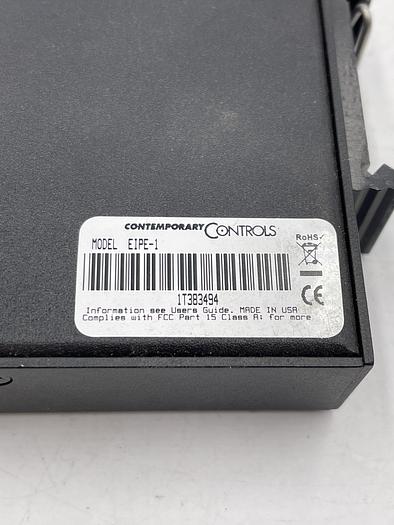 CONTEMPORARY CONTROLS
RoHS✓
MODEL EIPE-1
1T383494
CE
Information see Users Guide. MADE IN USA
Complies with FCC Part 15 Class A; for more